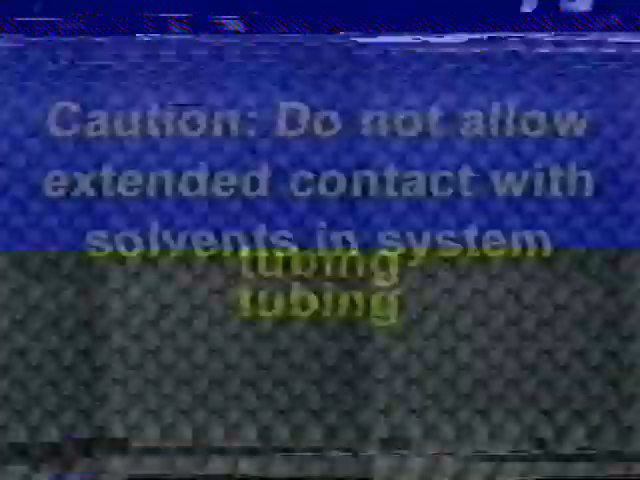 Caution: Do not allow
extended contact with
solvents in system
tubing
tubing